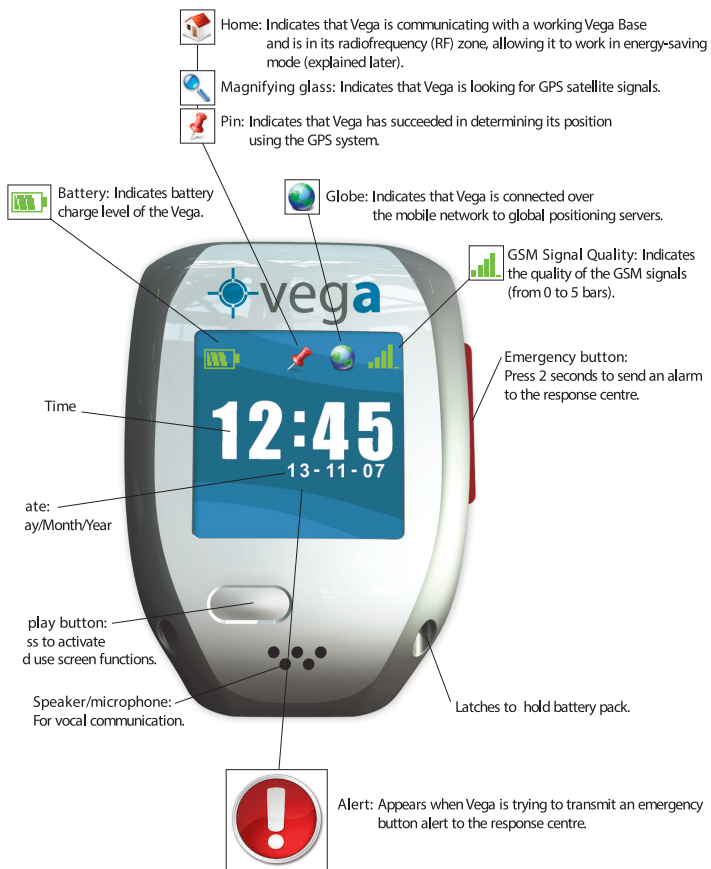 Home: Indicates that Vega is communicating with a working Vega Base
and is in its radiofrequency (RF) zone, allowing it to work in energy-saving
mode (explained later).
Magnifying glass: Indicates that Vega is looking for GPS satellite signals.
Pin: Indicates that Vega has succeeded in determining its position
using the GPS system.
Battery: Indicates battery
charge level of the Vega.
Globe: Indicates that Vega is connected over
the mobile network to global positioning servers.
GSM Signal Quality: Indicates
the quality of the GSM signals
(from 0 to 5 bars).
vega
Emergency button:
Press 2 seconds to send an alarm
to the response centre.
Time
12:45
13-11-07
ate:
ay/Month/Year
play button:
ss to activate
d use screen functions.
Speaker/microphone:
For vocal communication.
Latches to hold battery pack.
Alert: Appears when Vega is trying to transmit an emergency
button alert to the response centre.